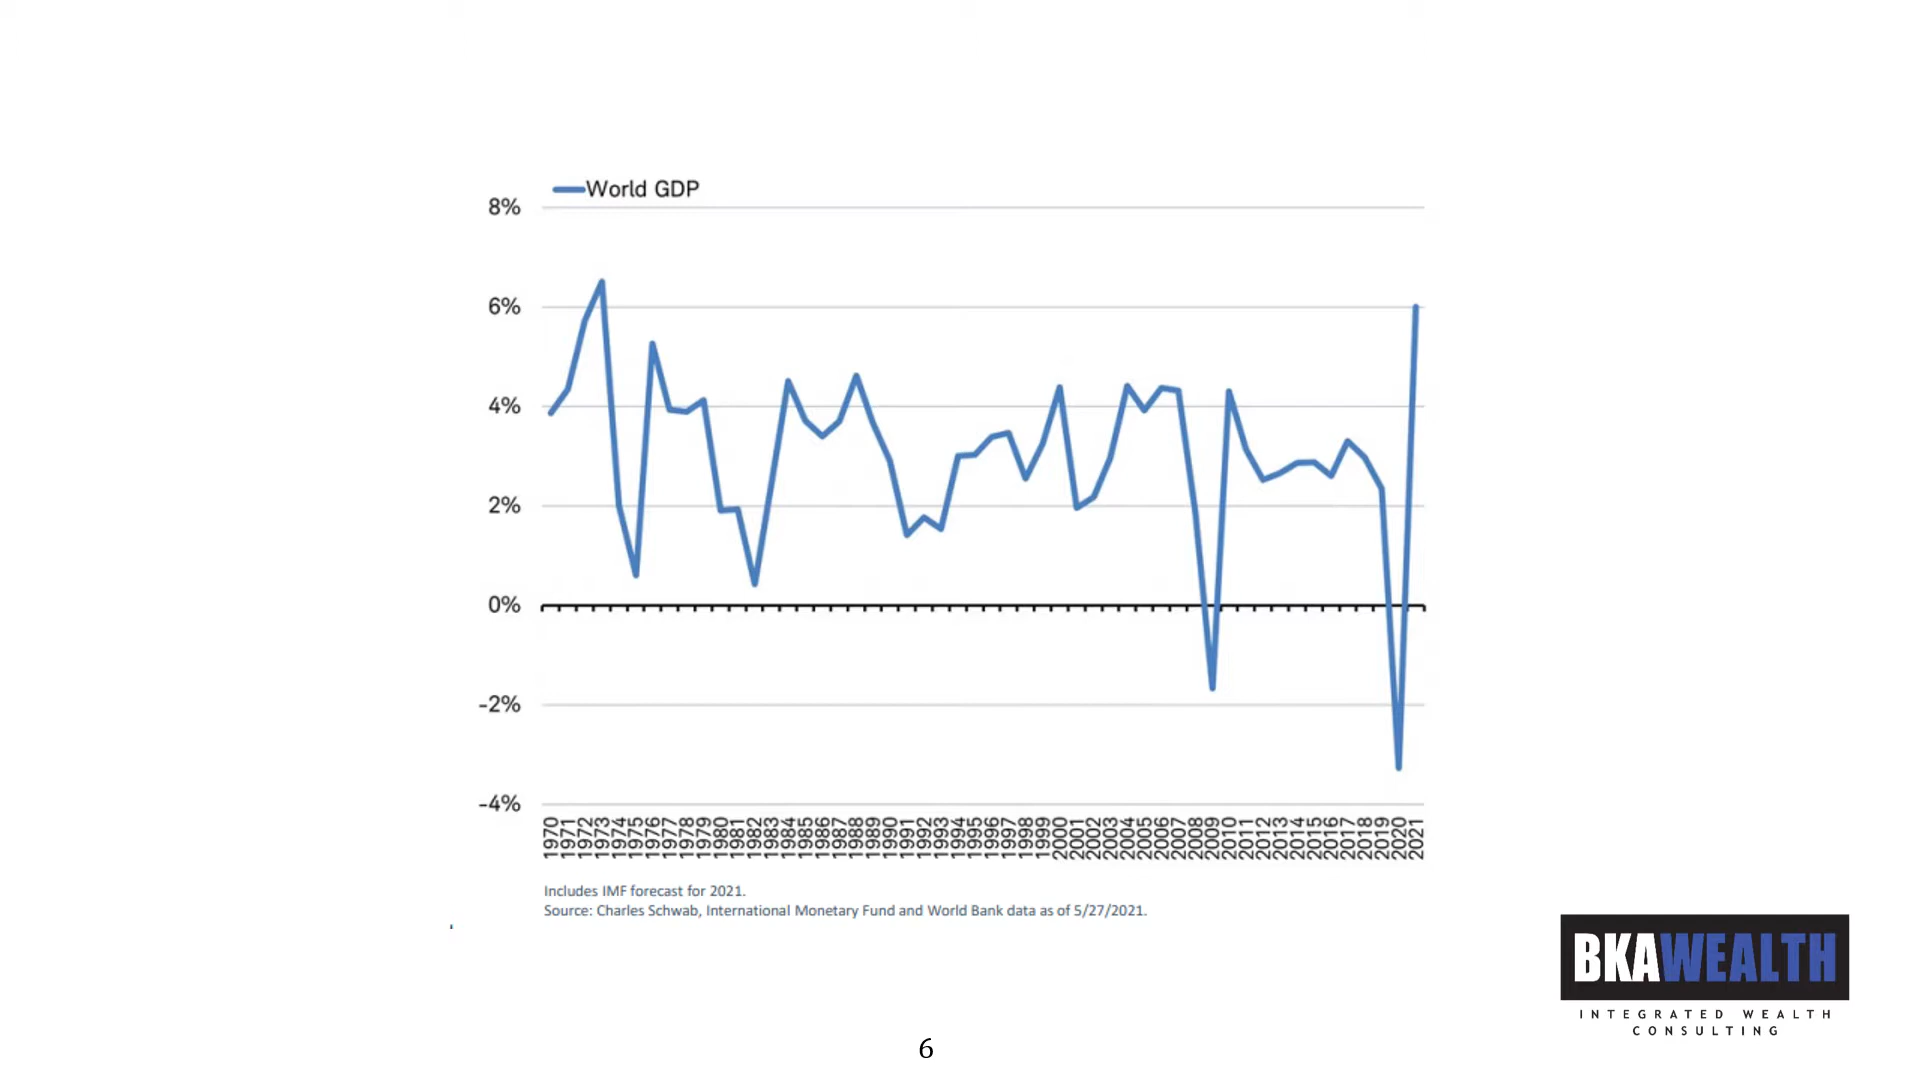 World GDP
8%
6%
4%
2%
0%
-2%
-4%
1970 1971 1972 1973 1974 1975 1976 1977 1978 1979 1980 1981 1982 1983 1984 1985 1986 1987 1988 1989 1990 1991 1992 1993 1994 1995 1996 1997 1998 1999 2000 2001 2002 2003 2004 2005 2006 2007 2008 2009 2010 2011 2012 2013 2014 2015 2016 2017 2018 2019 2020 2021
Includes IMF forecast for 2021.
Source: Charles Schwab, International Monetary Fund and World Bank data as of 5/27/2021.
BKAWEALTH
INTEGRATED WEALTH
CONSULTING
6